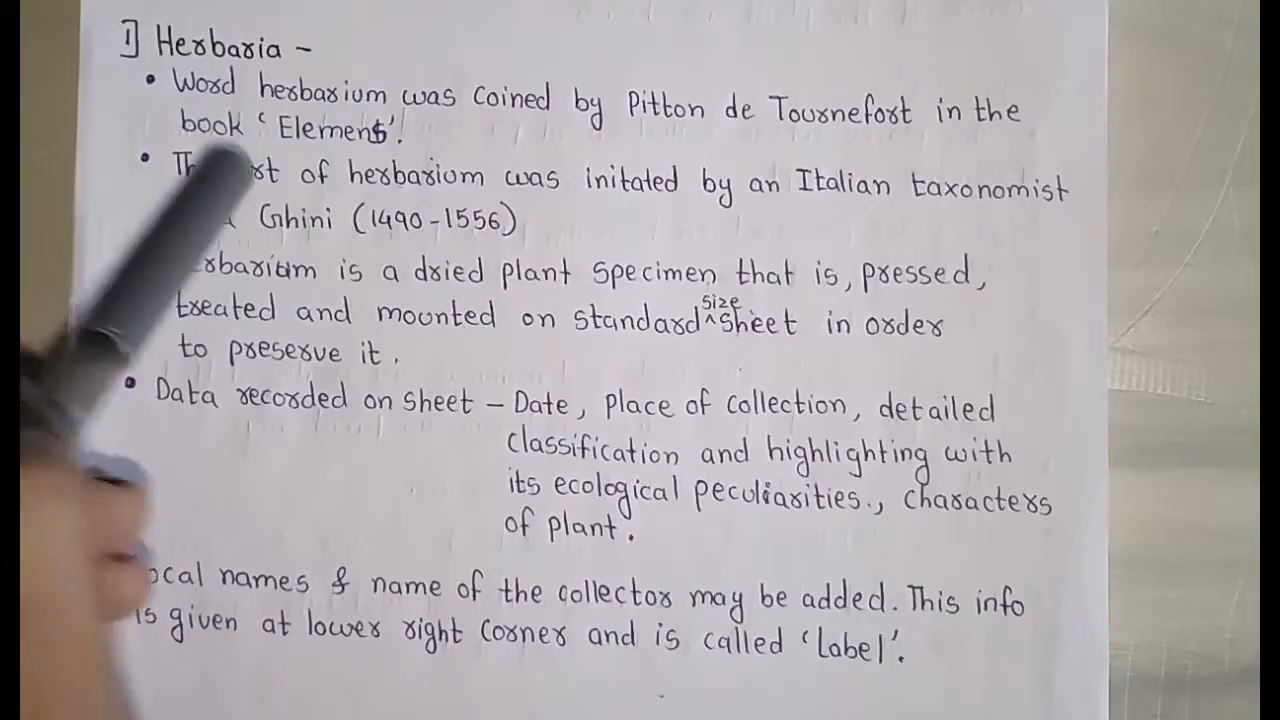 1] Herbaria -
• Word herbarium was coined by Pitton de Tournefort in the
book 'Elements'.
• of herbarium was initated by an Italian taxonomist
Ghini (1490-1556)
is a dried plant specimen that is, pressed,
treated and mounted on standard ^size sheet in order
to preserve it.
• Data recorded on sheet - Date, place of collection, detailed
classification and highlighting with
its ecological peculiarities., characters
of plant.
names & name of the collector may be added. This info
is given at lower right corner and is called 'Label'.